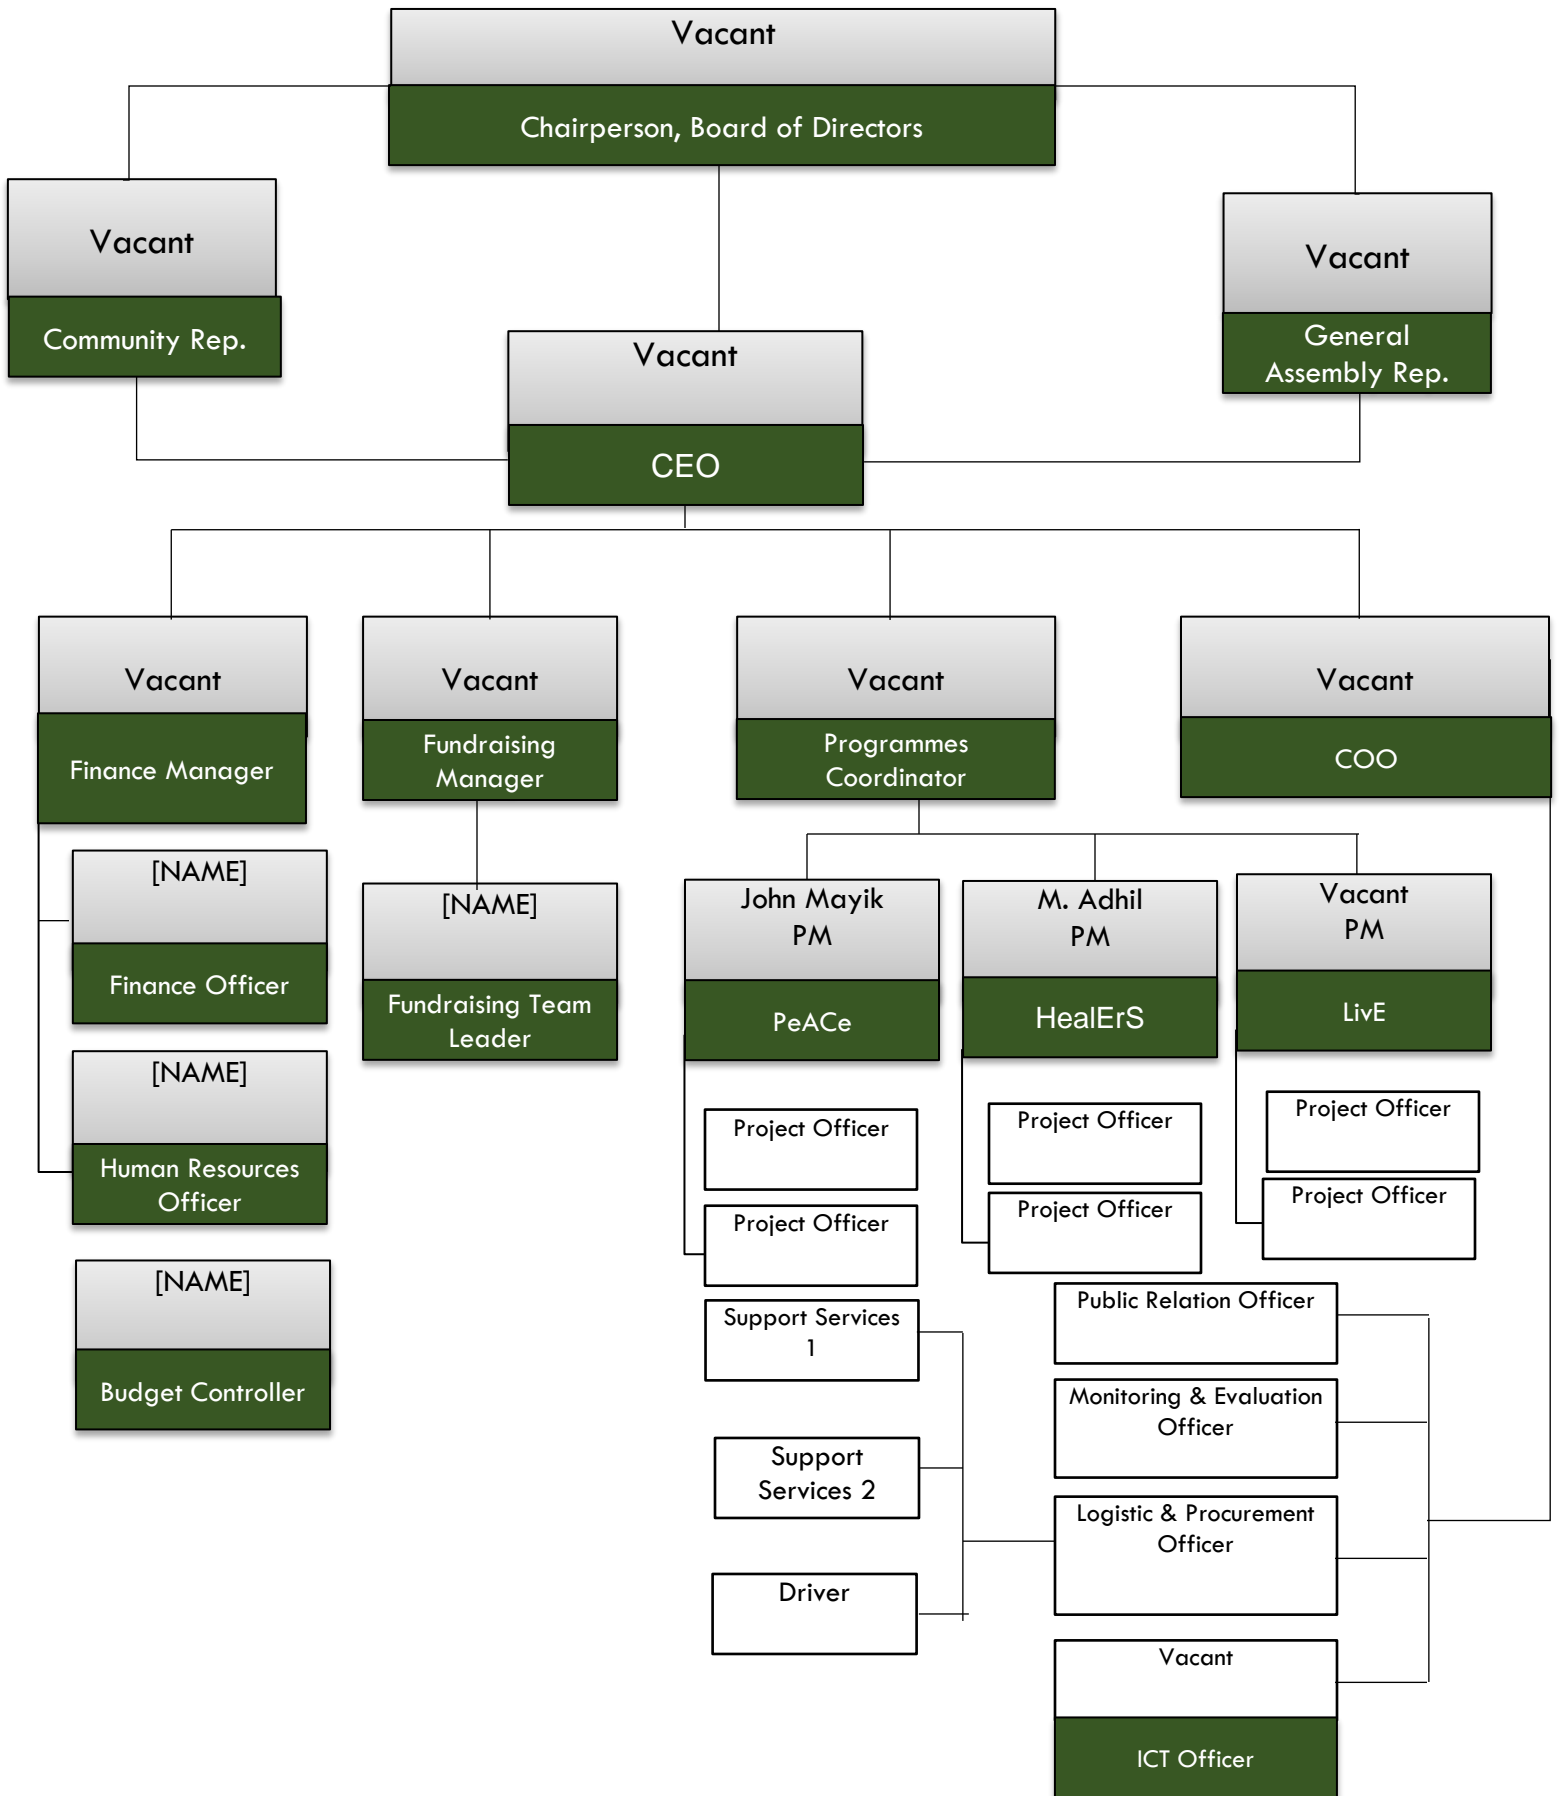 Vacant
Chairperson, Board of Directors
Vacant
Community Rep.
Vacant
General
Assembly Rep.
Vacant
CEO
Vacant
Finance Manager
Vacant
Fundraising
Manager
Vacant
Programmes
Coordinator
Vacant
COO
[NAME]
Finance Officer
[NAME]
Human Resources
Officer
[NAME]
Budget Controller
[NAME]
Fundraising Team
Leader
John Mayik
PM
PeACe
M. Adhil
PM
HealErS
Vacant
PM
LivE
Project Officer
Project Officer
Project Officer
Project Officer
Project Officer
Project Officer
Support Services
1
Support
Services 2
Driver
Public Relation Officer
Monitoring & Evaluation
Officer
Logistic & Procurement
Officer
Vacant
ICT Officer